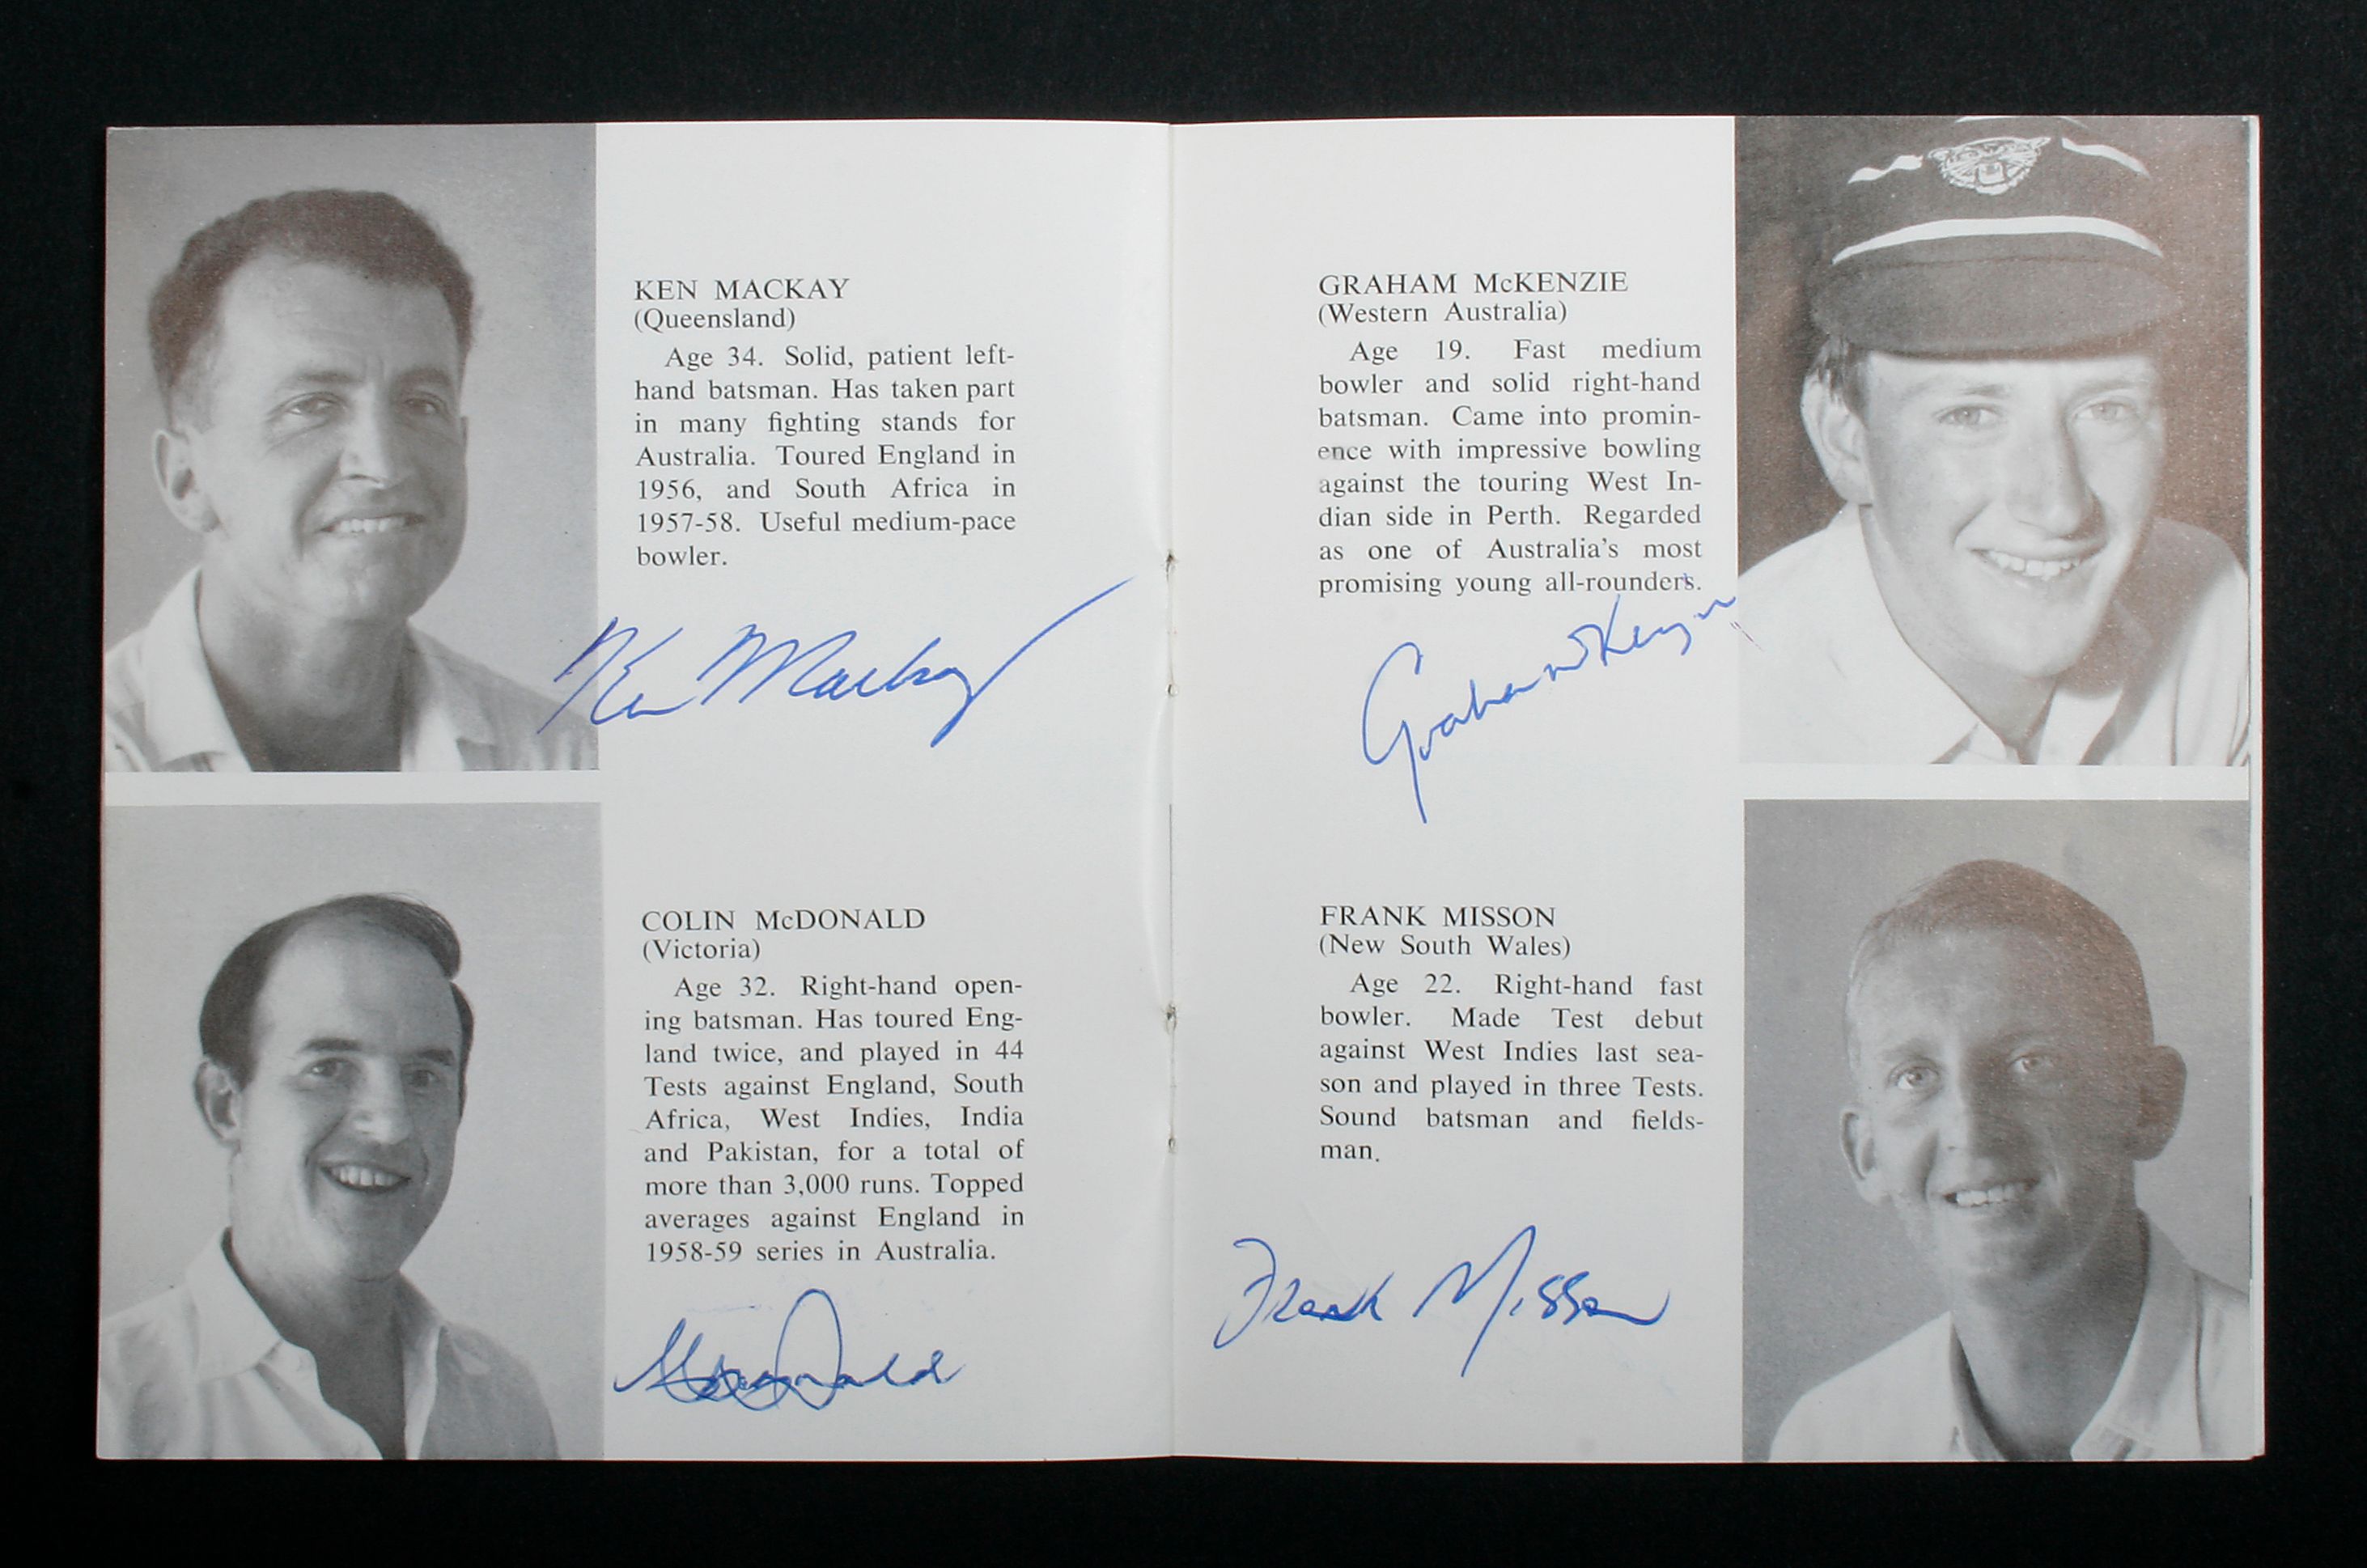 KEN MACKAY
(Queensland)
Age 34. Solid, patient left-
hand batsman. Has taken part
in many fighting stands for
Australia. Toured England in
1956, and South Africa in
1957-58. Useful medium-pace
bowler.
Ken Mackay
COLIN McDONALD
(Victoria)
Age 32. Right-hand open-
ing batsman. Has toured Eng-
land twice, and played in 44
Tests against England, South
Africa, West Indies, India
and Pakistan, for a total of
more than 3,000 runs. Topped
averages against England in
1958-59 series in Australia.
GRAHAM McKENZIE
(Western Australia)
Age 19. Fast medium
bowler and solid right-hand
batsman. Came into promin-
ence with impressive bowling
against the touring West In-
dian side in Perth. Regarded
as one of Australia's most
promising young all-rounders.
Graham McKenzie
FRANK MISSON
(New South Wales)
Age 22. Right-hand fast
bowler. Made Test debut
against West Indies last sea-
son and played in three Tests.
Sound batsman and fields-
man.
Frank Misson